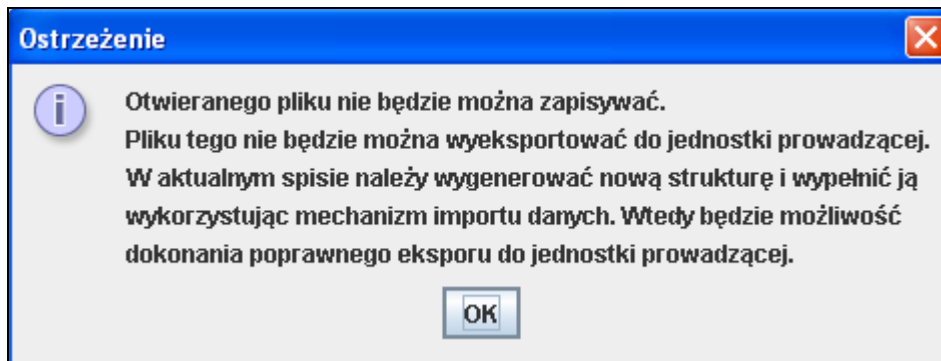 Ostrzeżenie
Otwieranego pliku nie będzie można zapisywać.
Pliku tego nie będzie można wyeksportować do jednostki prowadzącej.
W aktualnym spisie należy wygenerować nową strukturę i wypełnić ją
wykorzystując mechanizm importu danych. Wtedy będzie możliwość
dokonania poprawnego eksporu do jednostki prowadzącej.
OK